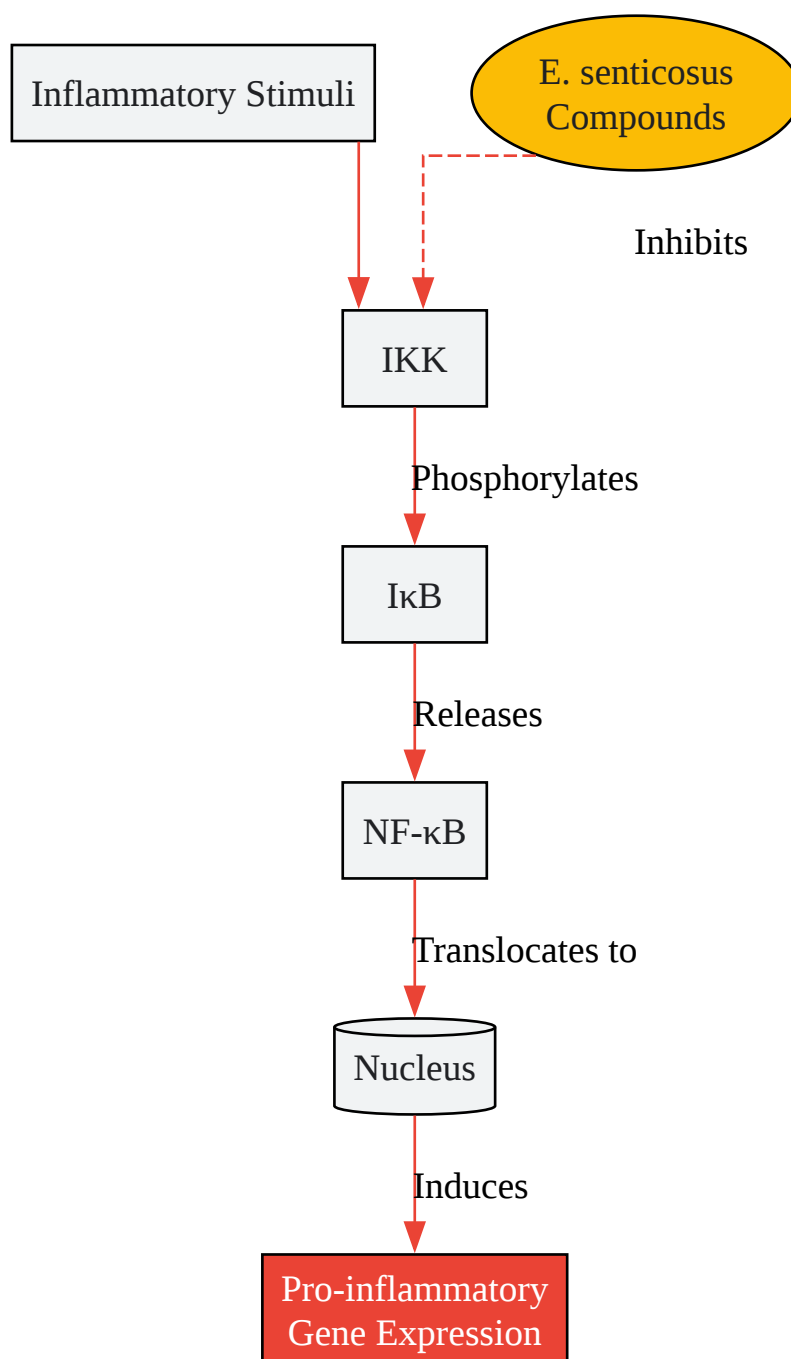 Inflammatory Stimuli
E. senticosus
Compounds
Inhibits
IKK
Phosphorylates
IκB
Releases
NF-κB
Translocates to
Nucleus
Induces
Pro-inflammatory
Gene Expression